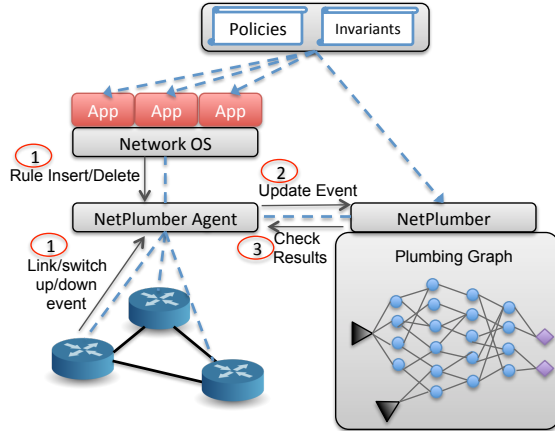 Policies
Invariants
App
App
App
Network OS
1
Rule Insert/Delete
2
Update Event
NetPlumber Agent
NetPlumber
1
Link/switch
up/down
event
3
Check
Results
Plumbing Graph